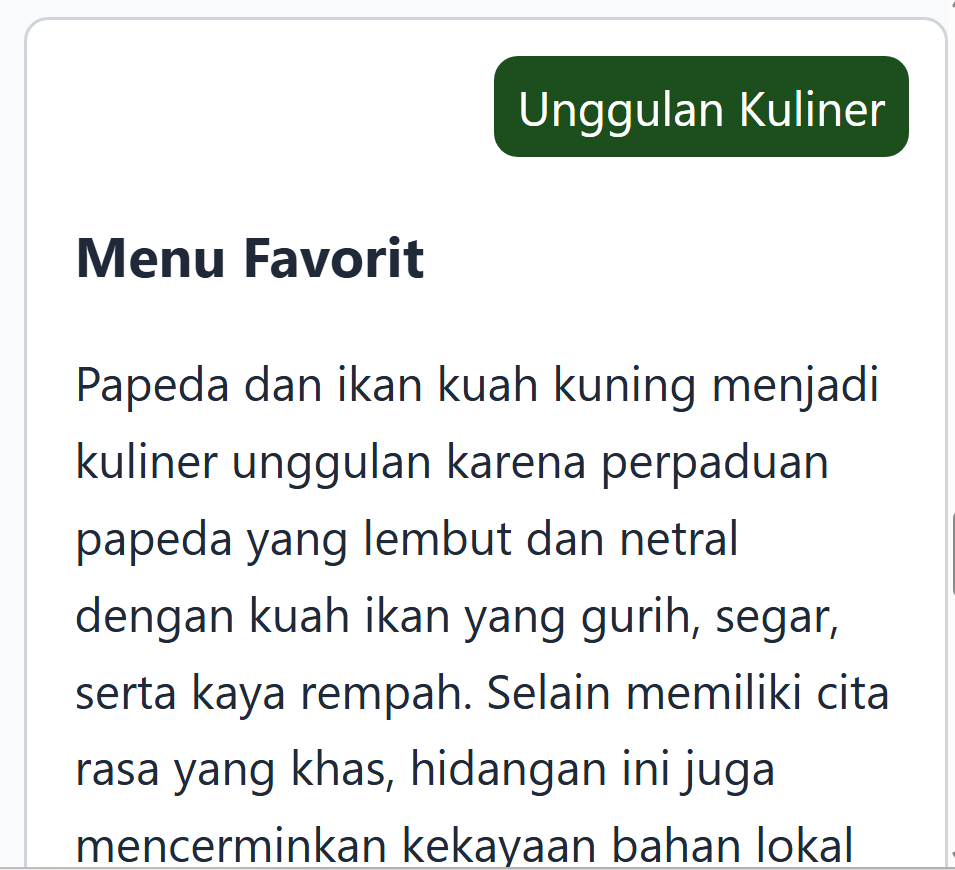 Unggulan Kuliner
Menu Favorit
Papeda dan ikan kuah kuning menjadi
kuliner unggulan karena perpaduan
papeda yang lembut dan netral
dengan kuah ikan yang gurih, segar,
serta kaya rempah. Selain memiliki cita
rasa yang khas, hidangan ini juga
mencerminkan kekayaan bahan lokal